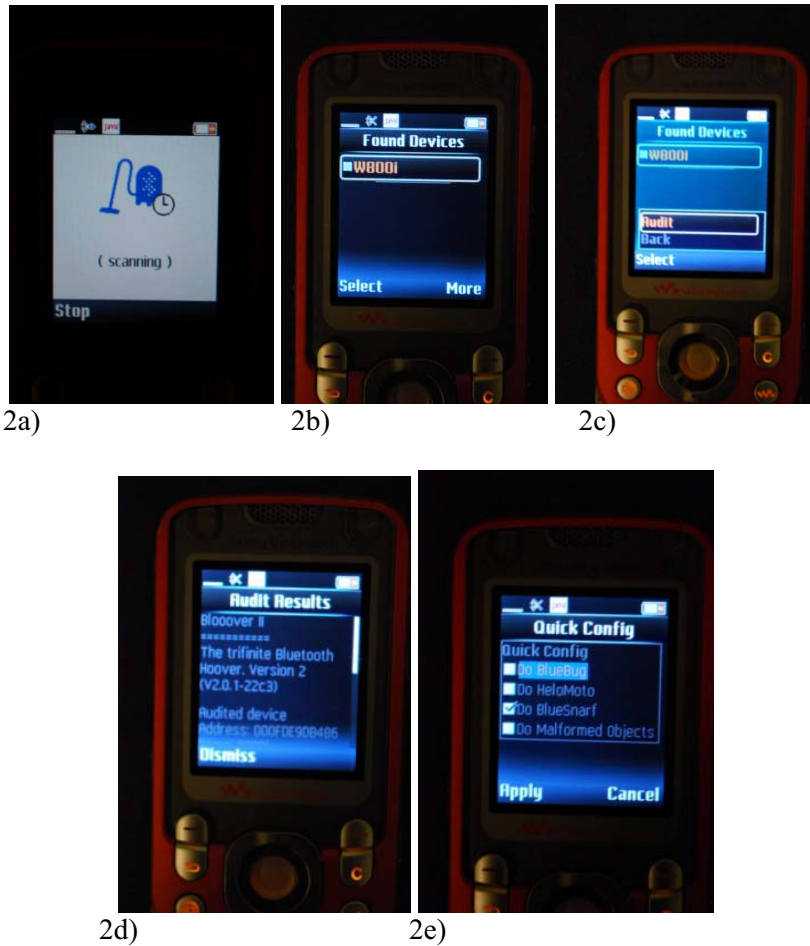 java
( scanning )
Stop
Found Devices
W800i
Select
More
Found Devices
W800i
Audit
Back
Select
C
C
2a)
2b)
2c)
Audit Results
Blooover II
===========
The trifinite Bluetooth
Hoover. Version 2
(V2.0.1-22c3)
Audited device
Address: 000FDE9DB486
Dismiss
C
java
Quick Config
Quick Config
Do BlueBug
Do HeloMoto
Do BlueSnarf
Do Malformed Objects
Apply
Cancel
2d)
2e)